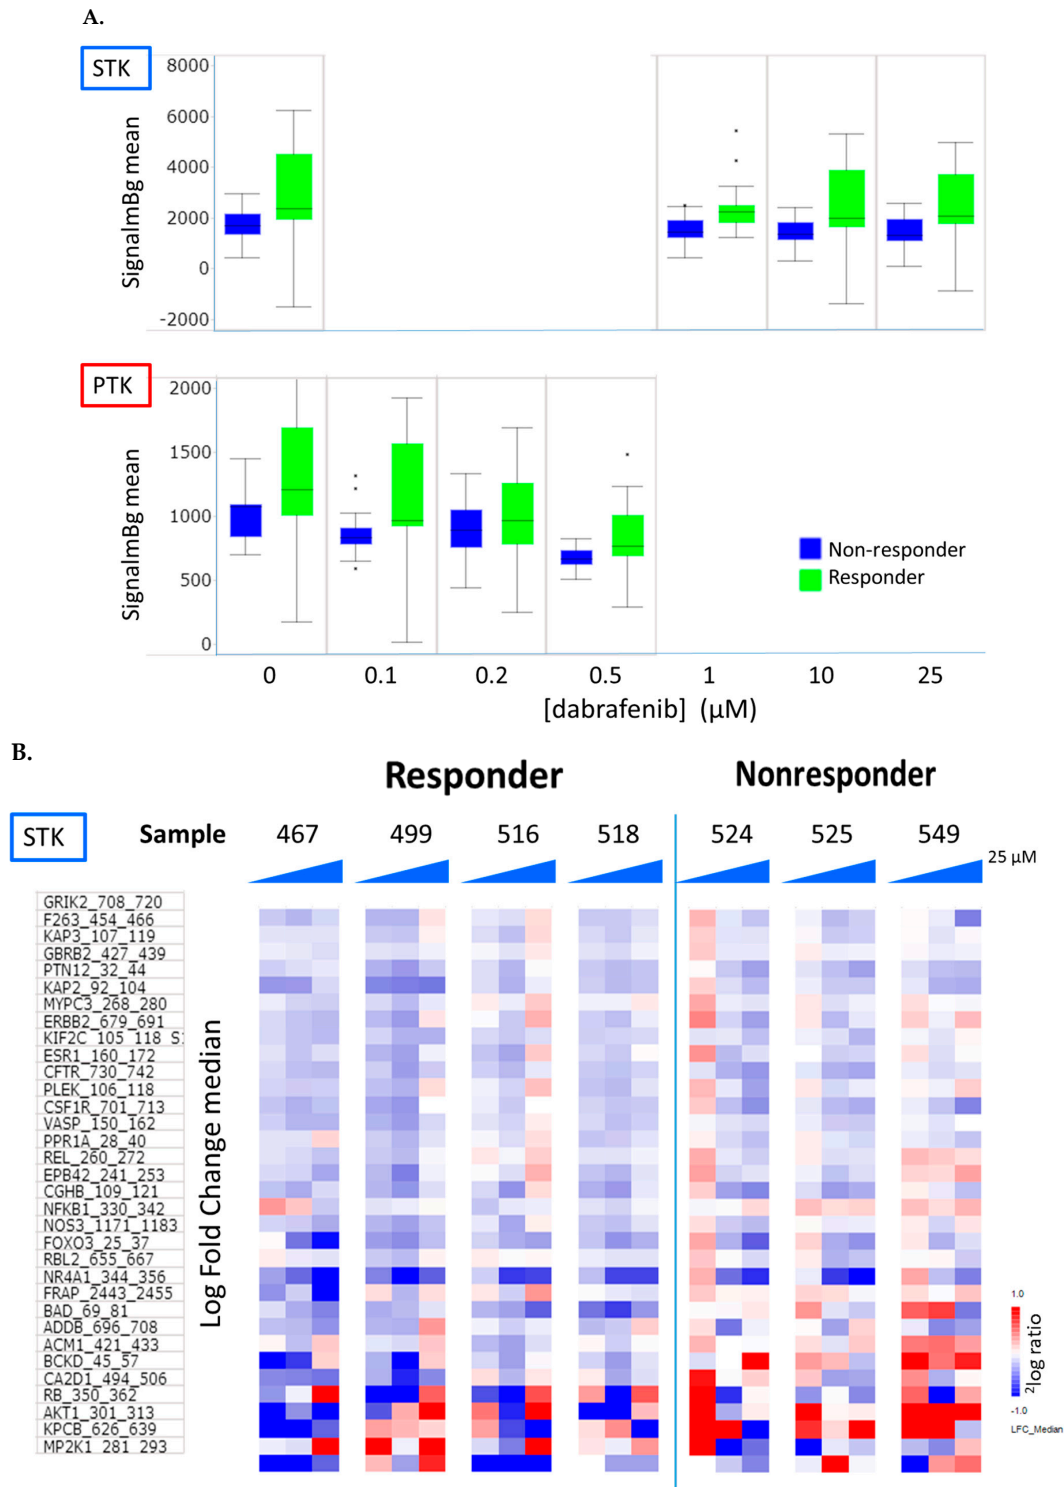 A.
STK
SignalmBg mean
8000
6000
4000
2000
0
-2000
PTK
SignalmBg mean
2000
1500
1000
500
0
Non-responder
Responder
0 0.1 0.2 0.5 1 10 25
[dabrafenib] (µM)
B.
Responder Nonresponder
STK Sample 467 499 516 518 524 525 549
25 µM
Log Fold Change median
GRIK2_708_720
F263_454_466
KAP3_107_119
GBRB2_427_439
PTN12_32_44
KAP2_92_104
MYPC3_268_280
ERBB2_679_691
KIF2C_105_118_S
ESR1_160_172
CFTR_730_742
PLEK_106_118
CSF1R_701_713
VASP_150_162
PPR1A_28_40
REL_260_272
EPB42_241_253
CGHB_109_121
NFKB1_330_342
NOS3_1171_1183
FOXO3_25_37
RBL2_655_667
NR4A1_344_356
FRAP_2443_2455
BAD_69_81
ADDB_696_708
ACM1_421_433
BCKD_45_57
CA2D1_494_506
RB_350_362
AKT1_301_313
KPCB_626_639
MP2K1_281_293
1.0
2log ratio
-1.0
LFC_Median